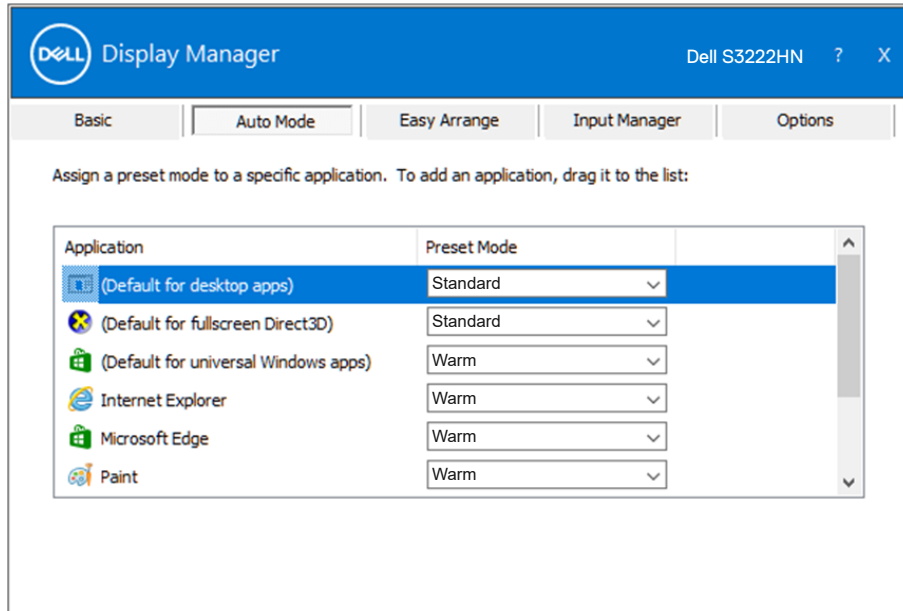 DELL Display Manager Dell S3222HN ? X
Basic Auto Mode Easy Arrange Input Manager Options
Assign a preset mode to a specific application. To add an application, drag it to the list:
Application Preset Mode
(Default for desktop apps) Standard
(Default for fullscreen Direct3D) Standard
(Default for universal Windows apps) Warm
Internet Explorer Warm
Microsoft Edge Warm
Paint Warm